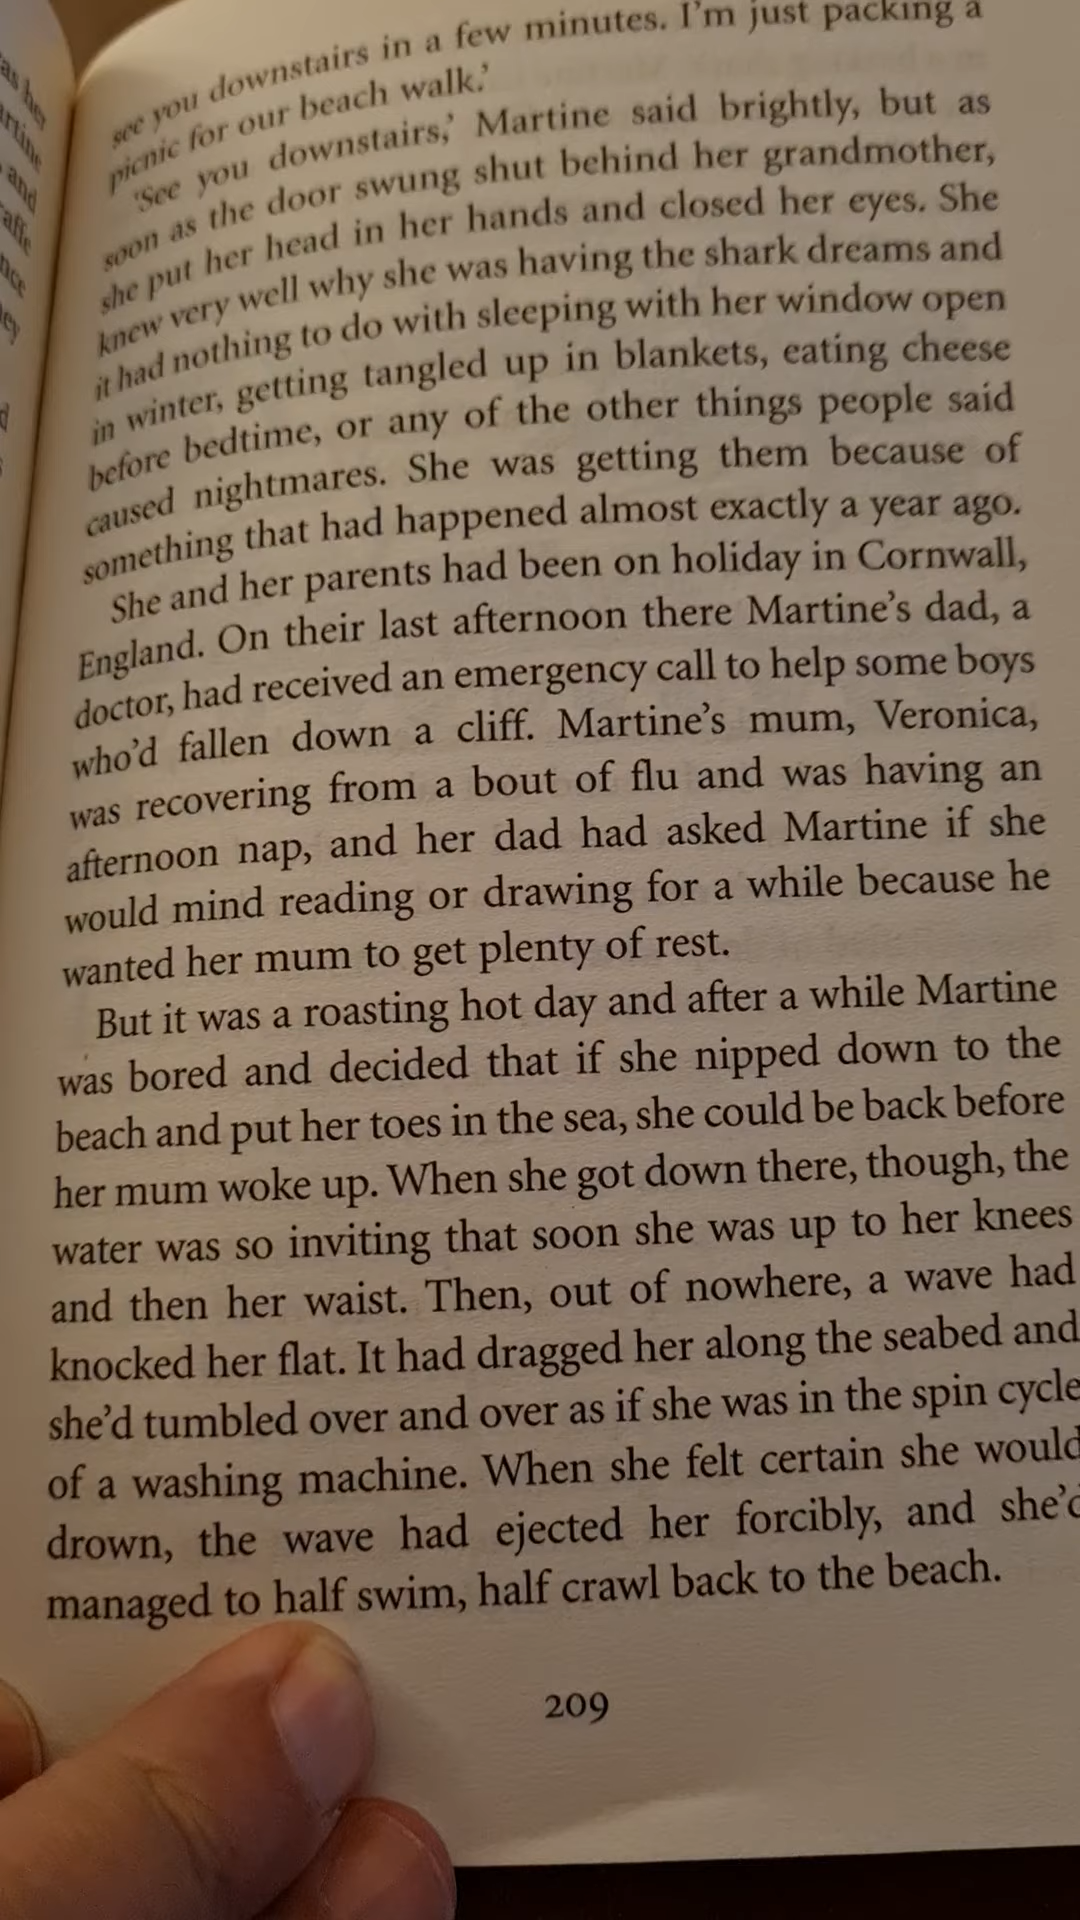 see you downstairs in a few minutes. I'm just packing a
picnic for our beach walk.'
'See you downstairs,' Martine said brightly, but as
soon as the door swung shut behind her grandmother,
she put her head in her hands and closed her eyes. She
knew very well why she was having the shark dreams and
it had nothing to do with sleeping with her window open
in winter, getting tangled up in blankets, eating cheese
before bedtime, or any of the other things people said
caused nightmares. She was getting them because of
something that had happened almost exactly a year ago.
She and her parents had been on holiday in Cornwall,
England. On their last afternoon there Martine's dad, a
doctor, had received an emergency call to help some boys
who'd fallen down a cliff. Martine's mum, Veronica,
was recovering from a bout of flu and was having an
afternoon nap, and her dad had asked Martine if she
would mind reading or drawing for a while because he
wanted her mum to get plenty of rest.
But it was a roasting hot day and after a while Martine
was bored and decided that if she nipped down to the
beach and put her toes in the sea, she could be back before
her mum woke up. When she got down there, though, the
water was so inviting that soon she was up to her knees
and then her waist. Then, out of nowhere, a wave had
knocked her flat. It had dragged her along the seabed and
she'd tumbled over and over as if she was in the spin cycle
of a washing machine. When she felt certain she would
drown, the wave had ejected her forcibly, and she'd
managed to half swim, half crawl back to the beach.
209